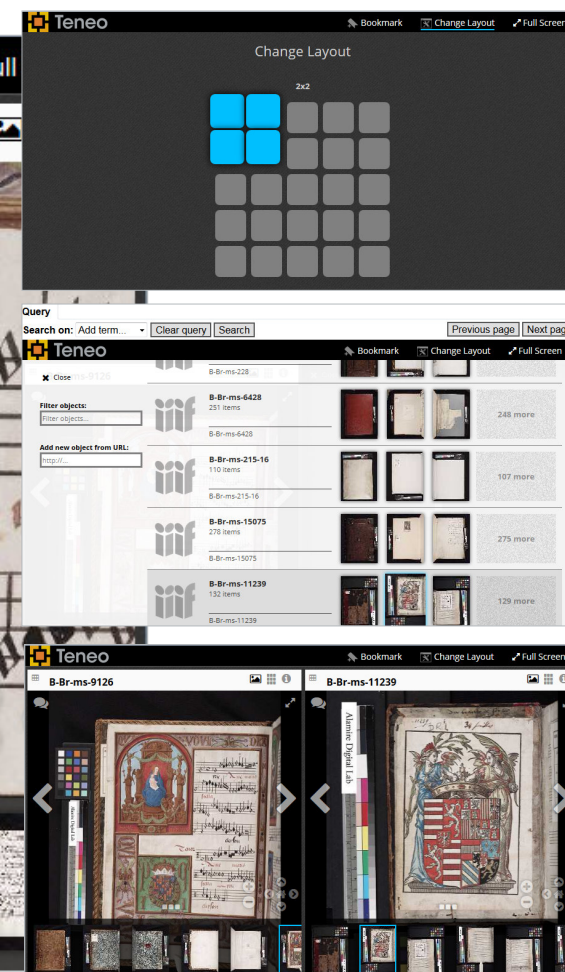 ull
Teneo
Bookmark
Change Layout
Full Screen
Change Layout
2x2
Query
Search on: Add term... Clear query Search
Previous page Next pag
Teneo
Bookmark
Change Layout
Full Screen
Close
B-Br-ms-228
Filter objects:
Filter objects...
Add new object from URL:
http://...
B-Br-ms-6428
251 items
248 more
B-Br-ms-6428
B-Br-ms-215-16
110 items
107 more
B-Br-ms-215-16
B-Br-ms-15075
278 items
275 more
B-Br-ms-15075
B-Br-ms-11239
132 items
129 more
B-Br-ms-11239
Teneo
Bookmark
Change Layout
Full Screen
B-Br-ms-9126
B-Br-ms-11239
Alamire Digital Lab
Alamire Digital Lab